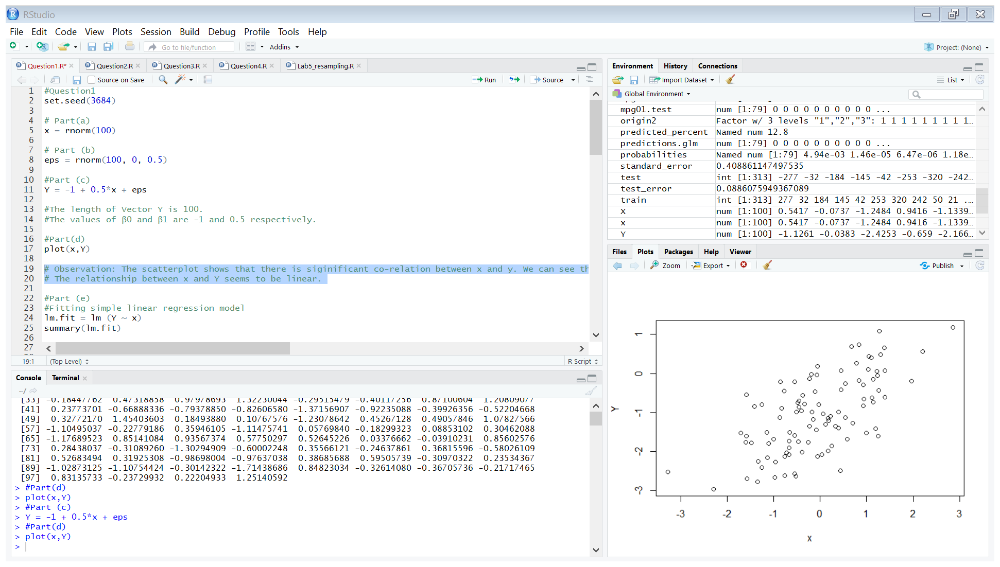 RStudio
File Edit Code View Plots Session Build Debug Profile Tools Help
Go to file/function Addins Project: (None)
Question1.R* Question2.R Question3.R Question4.R Lab5_resampling.R
Source on Save Run Source
1 #Question1
2 set.seed(3684)
3
4 # Part(a)
5 x = rnorm(100)
6
7 # Part (b)
8 eps = rnorm(100, 0, 0.5)
9
10 #Part (c)
11 Y = -1 + 0.5*x + eps
12
13 #The length of Vector Y is 100.
14 #The values of β0 and β1 are -1 and 0.5 respectively.
15
16 #Part(d)
17 plot(x,Y)
18
19 # Observation: The scatterplot shows that there is siginificant co-relation between x and y. We can see th
20 # The relationship between x and Y seems to be linear.
21
22 #Part (e)
23 #Fitting simple linear regression model
24 lm.fit = lm (Y ~ x)
25 summary(lm.fit)
26
27
19:1 (Top Level) R Script
Console Terminal
~/
[33] -0.18447762 0.47318858 0.97978693 1.32230044 -0.29515479 -0.40117256 0.87100604 1.20809077
[41] 0.23773701 -0.66888336 -0.79378850 -0.82606580 -1.37156907 -0.92235088 -0.39926356 -0.52204668
[49] 0.32772170 1.45403603 0.18493880 0.10767576 -1.23078642 0.45267128 0.49057846 1.07827566
[57] -1.10495037 -0.22779186 0.35946105 -1.11475741 0.05769840 -0.18299323 0.08853102 0.30462088
[65] -1.17689523 0.85141084 0.93567374 0.57750297 0.52645226 0.03376662 -0.03910231 0.85602576
[73] 0.28438037 -0.31089260 -1.30294909 -0.60002248 0.35566121 -0.24637861 0.36815596 -0.58026109
[81] 0.52683494 0.31925308 -0.98698004 -0.97637038 0.38685688 0.59505739 -0.30970322 0.23534367
[89] -1.02873125 -1.10754424 -0.30142322 -1.71438686 0.84823034 -0.32614080 -0.36705736 -0.21717465
[97] 0.83135733 -0.23729932 0.22204933 1.25140592
> #Part(d)
> plot(x,Y)
> #Part (c)
> Y = -1 + 0.5*x + eps
> #Part(d)
> plot(x,Y)
>
Environment History Connections
Import Dataset List
Global Environment
mpg01.test num [1:79] 0 0 0 0 0 0 0 0 0 0 ...
origin2 Factor w/ 3 levels "1","2","3": 1 1 1 1 1 1 1 1 1…
predicted_percent Named num 12.8
predictions.glm num [1:79] 0 0 0 0 0 0 0 0 0 0 ...
probabilities Named num [1:79] 4.94e-03 1.46e-05 6.47e-06 1.18e…
standard_error 0.408861147497535
test int [1:313] -277 -32 -184 -145 -42 -253 -320 -242…
test_error 0.0886075949367089
train int [1:313] 277 32 184 145 42 253 320 242 50 21 ..
X num [1:100] 0.5417 -0.0737 -1.2484 0.9416 -1.1339…
x num [1:100] 0.5417 -0.0737 -1.2484 0.9416 -1.1339…
Y num [1:100] -1.1261 -0.0383 -2.4253 -0.659 -2.166…
Files Plots Packages Help Viewer
Zoom Export Publish
1
0
-1
-2
-3
Y
-3 -2 -1 0 1 2 3
x